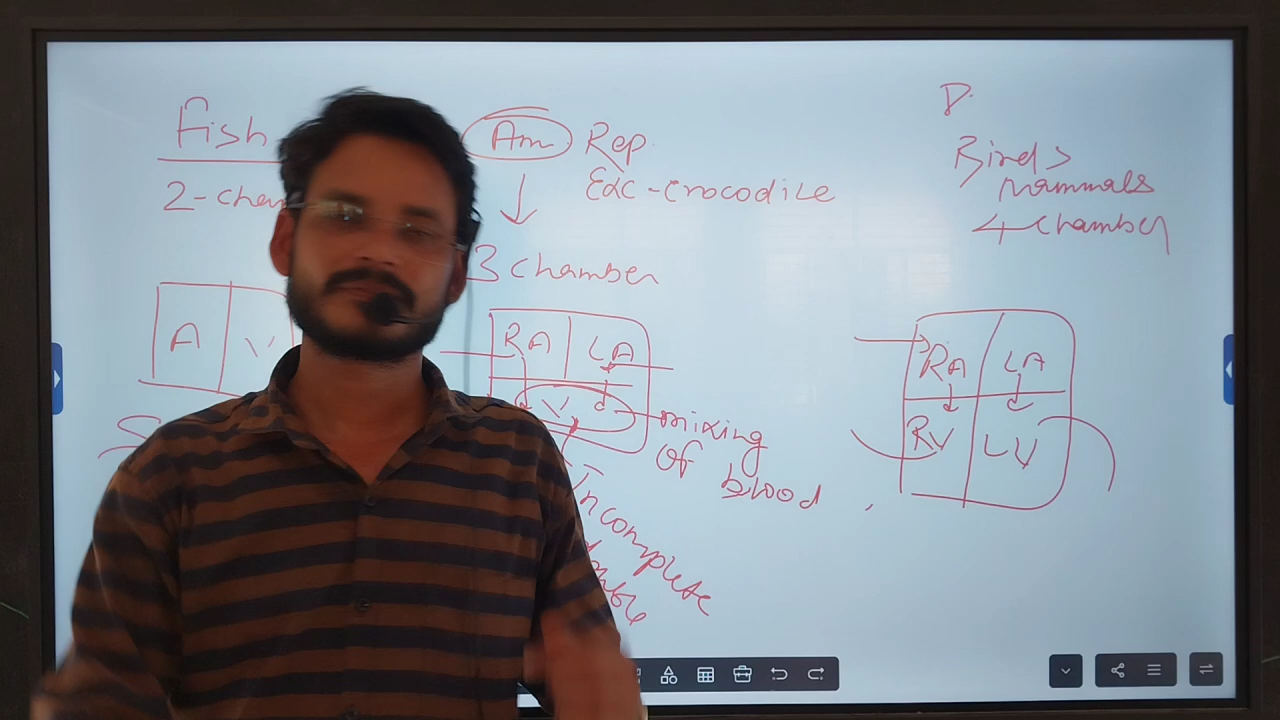 Fish
2-cham
A V
S
Am Rep.
Exc-Crocodile
3 chamber
RA LA
V
mixing
of
blood
Incomplete
D.
Birds
mammals
4 chamber
RA LA
RV LV